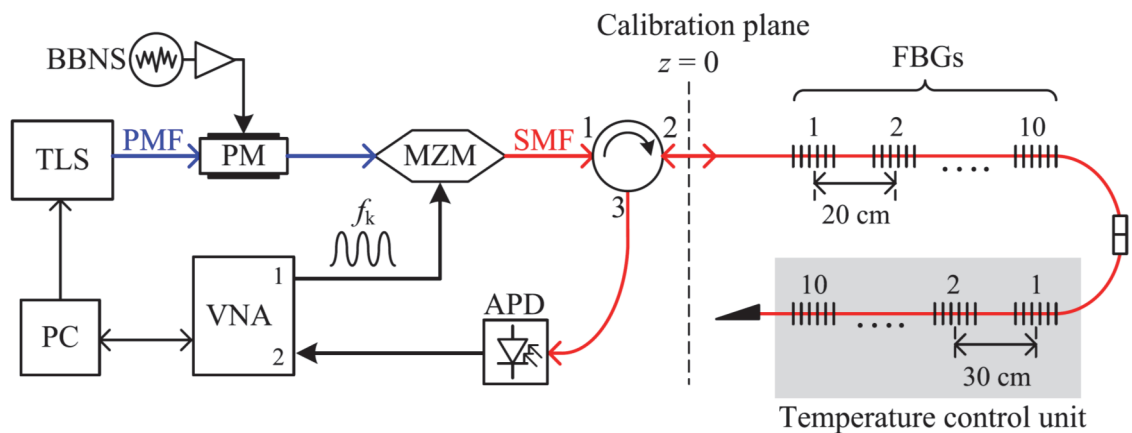 Calibration plane
z = 0
FBGs
BBNS
1 2 10
TLS
PMF
PM
MZM
SMF
1 2
3
20 cm
....
f_k
10 2 1
....
30 cm
PC
VNA
1
2
APD
Temperature control unit